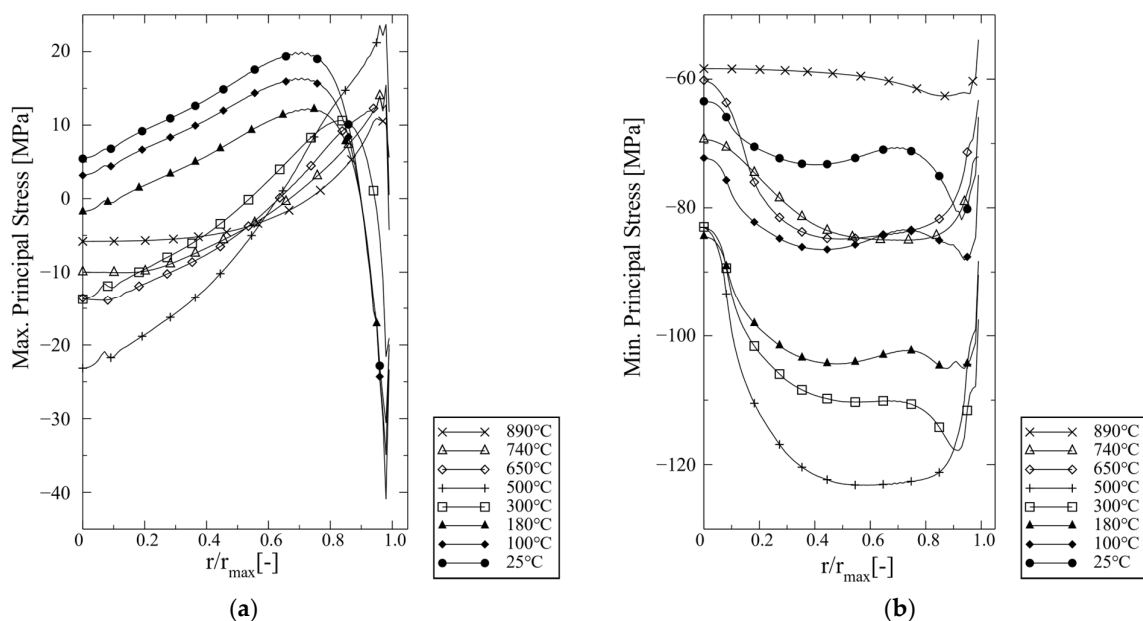 Max. Principal Stress [MPa]
20
10
0
−10
−20
−30
−40
0
0.2
0.4
0.6
0.8
1.0
r/rmax[-]
890°C
740°C
650°C
500°C
300°C
180°C
100°C
25°C
(a)
Min. Principal Stress [MPa]
−60
−80
−100
−120
0
0.2
0.4
0.6
0.8
1.0
r/rmax[-]
890°C
740°C
650°C
500°C
300°C
180°C
100°C
25°C
(b)